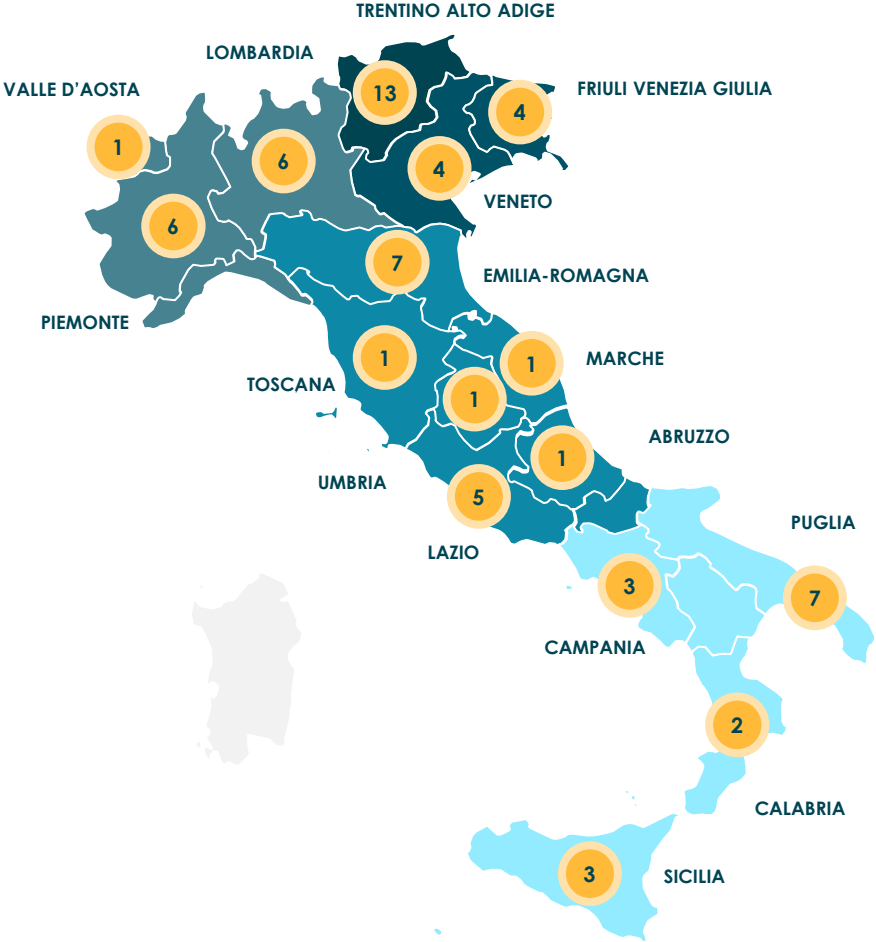 TRENTINO ALTO ADIGE
LOMBARDIA
VALLE D’AOSTA
13
FRIULI VENEZIA GIULIA
4
1
6
4
VENETO
6
7
EMILIA-ROMAGNA
PIEMONTE
1
1
MARCHE
TOSCANA
1
ABRUZZO
1
UMBRIA
5
PUGLIA
LAZIO
3
7
CAMPANIA
2
CALABRIA
3
SICILIA